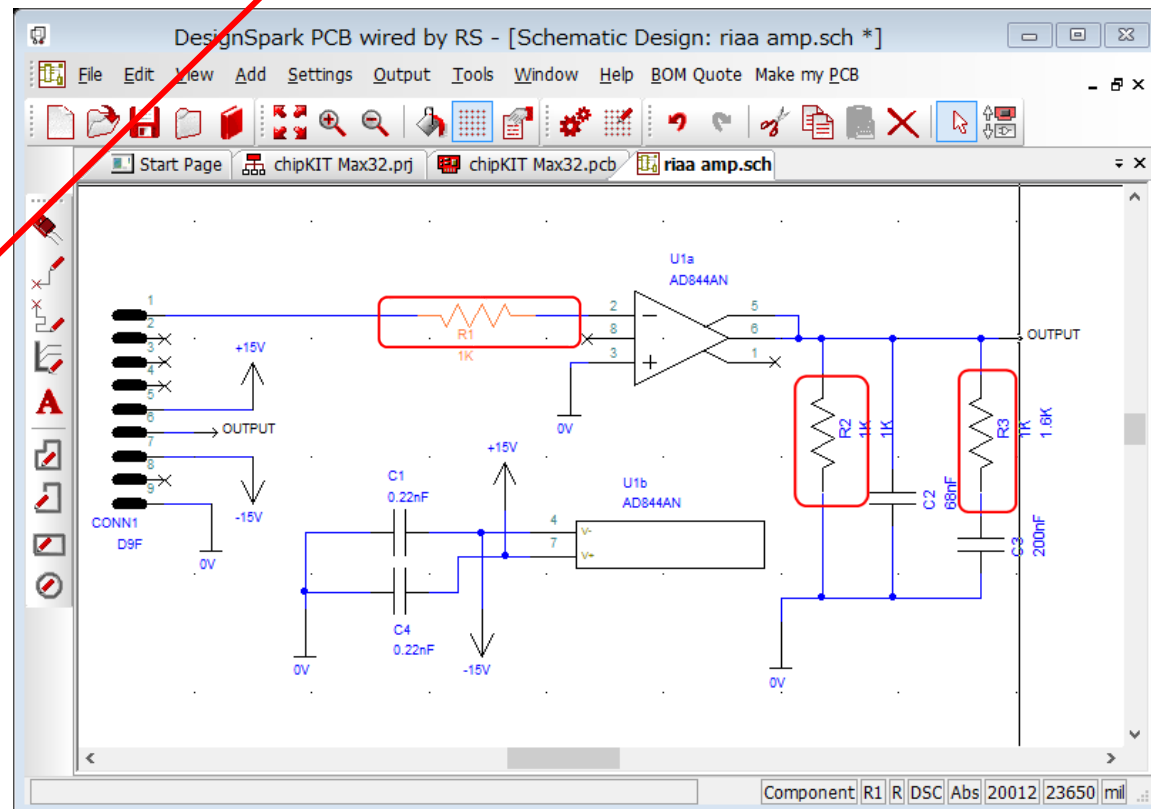 DesignSpark PCB wired by RS - [Schematic Design: riaa amp.sch *]
File Edit View Add Settings Output Tools Window Help BOM Quote Make my PCB
Start Page chipKIT Max32.prj chipKIT Max32.pcb riaa amp.sch
A
U1a
AD844AN
1
2
3
4
5
6
7
8
9
CONN1
D9F
+15V
OUTPUT
-15V
0V
R1
1K
2
8
3
5
6
1
0V
OUTPUT
R2
1K
1K
C2
68nF
R3
1K
1.6K
C3
200nF
0V
+15V
C1
0.22nF
U1b
AD844AN
4
7
V-
V+
C4
0.22nF
-15V
0V
Component R1 R DSC Abs 20012 23650 mil